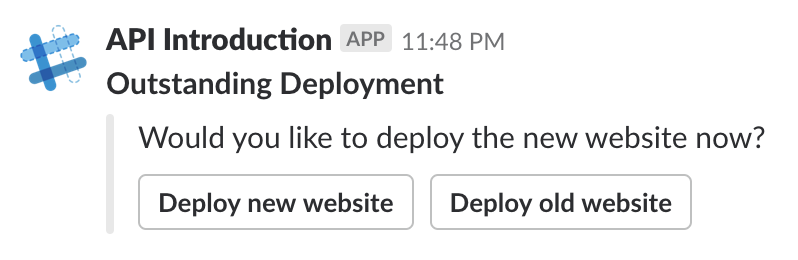 API Introduction APP 11:48 PM
Outstanding Deployment
Would you like to deploy the new website now?
Deploy new website Deploy old website